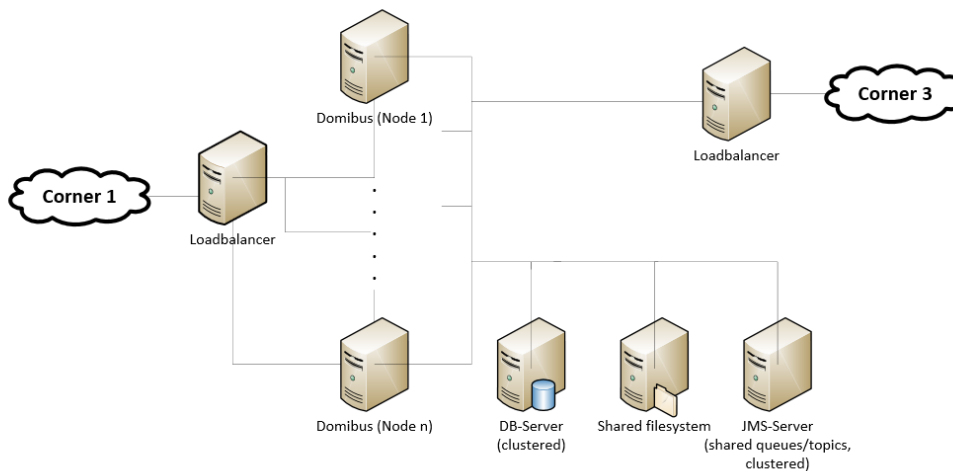 Domibus (Node 1)
Corner 3
Loadbalancer
Corner 1
Loadbalancer
Domibus (Node n)
DB-Server
(clustered)
Shared filesystem
JMS-Server
(shared queues/topics,
clustered)